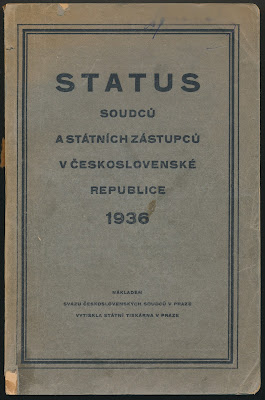 STATUS
SOUDCŮ
A STÁTNÍCH ZÁSTUPCŮ
V ČESKOSLOVENSKÉ
REPUBLICE
1936
NÁKLADEM
SVAZU ČESKOSLOVENSKÝCH SOUDCŮ V PRAZE
VYTISKLA STÁTNÍ TISKÁRNA V PRAZE